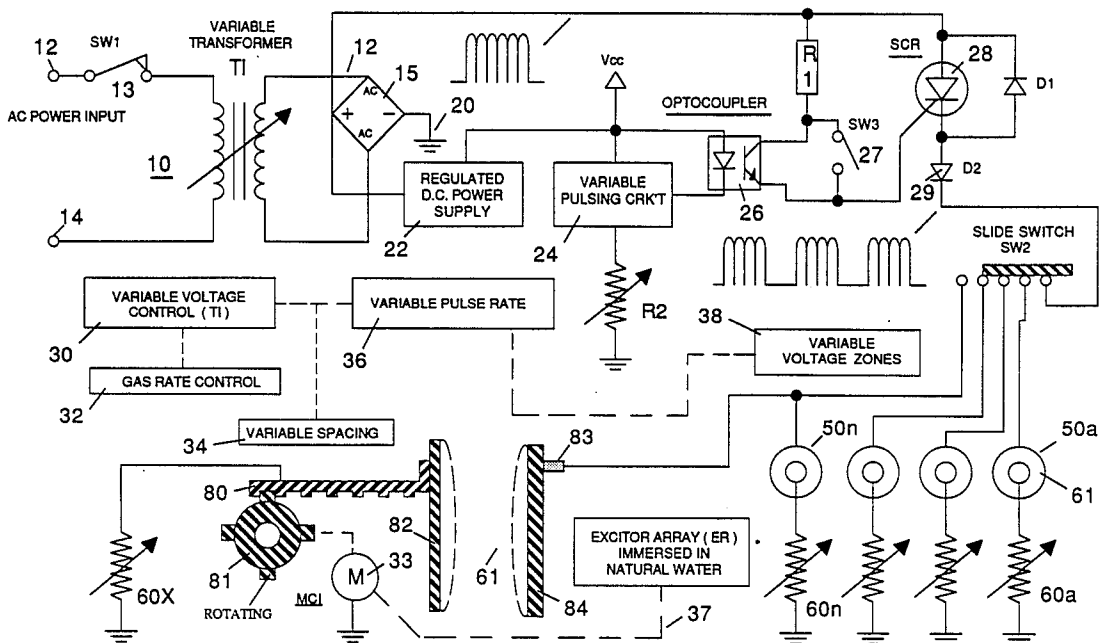 VARIABLE
TRANSFORMER
TI
SW1
12
13
AC POWER INPUT
10
14
12
15
AC
+
−
AC
20
REGULATED
D.C. POWER
SUPPLY
22
Vcc
VARIABLE
PULSING CRK'T
24
R2
OPTOCOUPLER
26
R
1
SW3
27
SCR
28
D1
D2
29
SLIDE SWITCH
SW2
VARIABLE VOLTAGE
CONTROL ( TI )
30
VARIABLE PULSE RATE
36
38
VARIABLE
VOLTAGE ZONES
GAS RATE CONTROL
32
VARIABLE SPACING
34
83
50n
50a
61
80
82
61
84
81
60X
ROTATING
MCI
M
33
EXCITOR ARRAY ( ER )
IMMERSED IN
NATURAL WATER
37
60n
60a